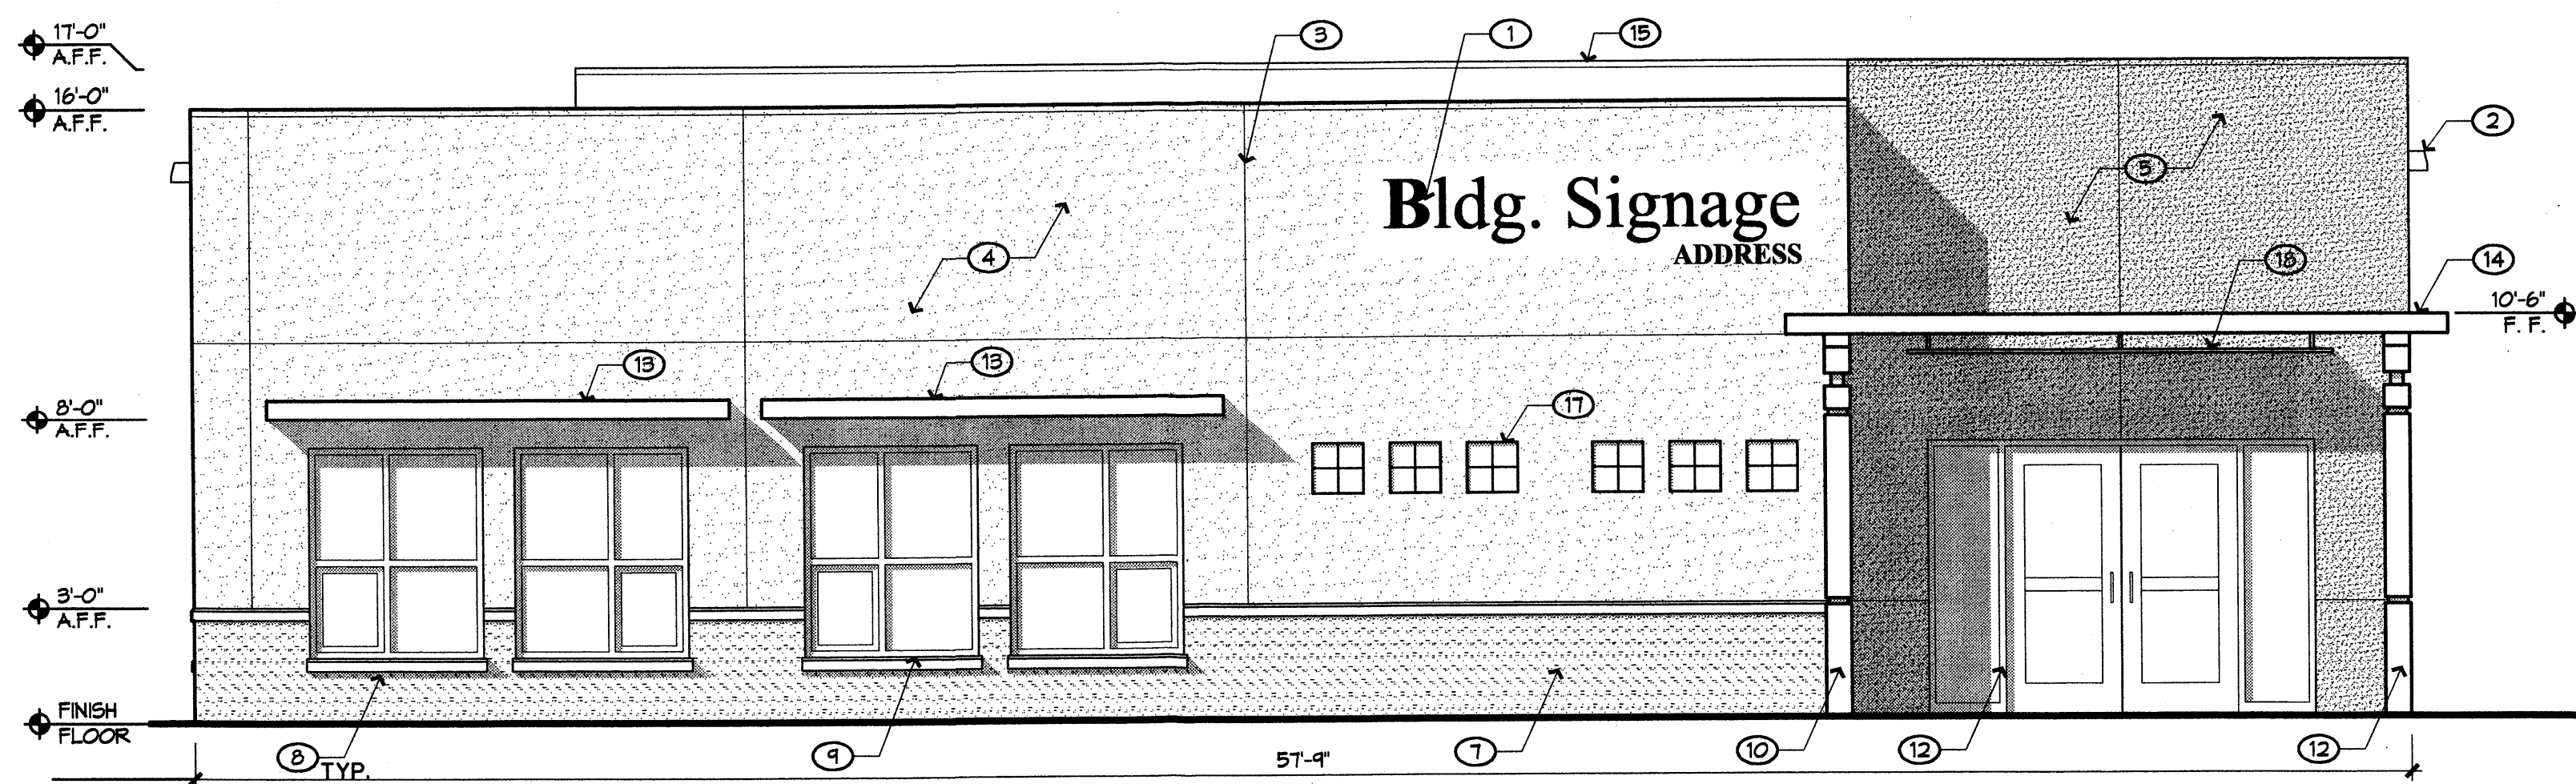 17'-0"
A.F.F.
3
1
15
16'-0"
A.F.F.
2
5
Bldg. Signage
ADDRESS
4
18
14
10'-6"
F. F.
13
13
8'-0"
A.F.F.
17
3'-0"
A.F.F.
FINISH
FLOOR
8
TYP.
9
57'-9"
7
10
12
12